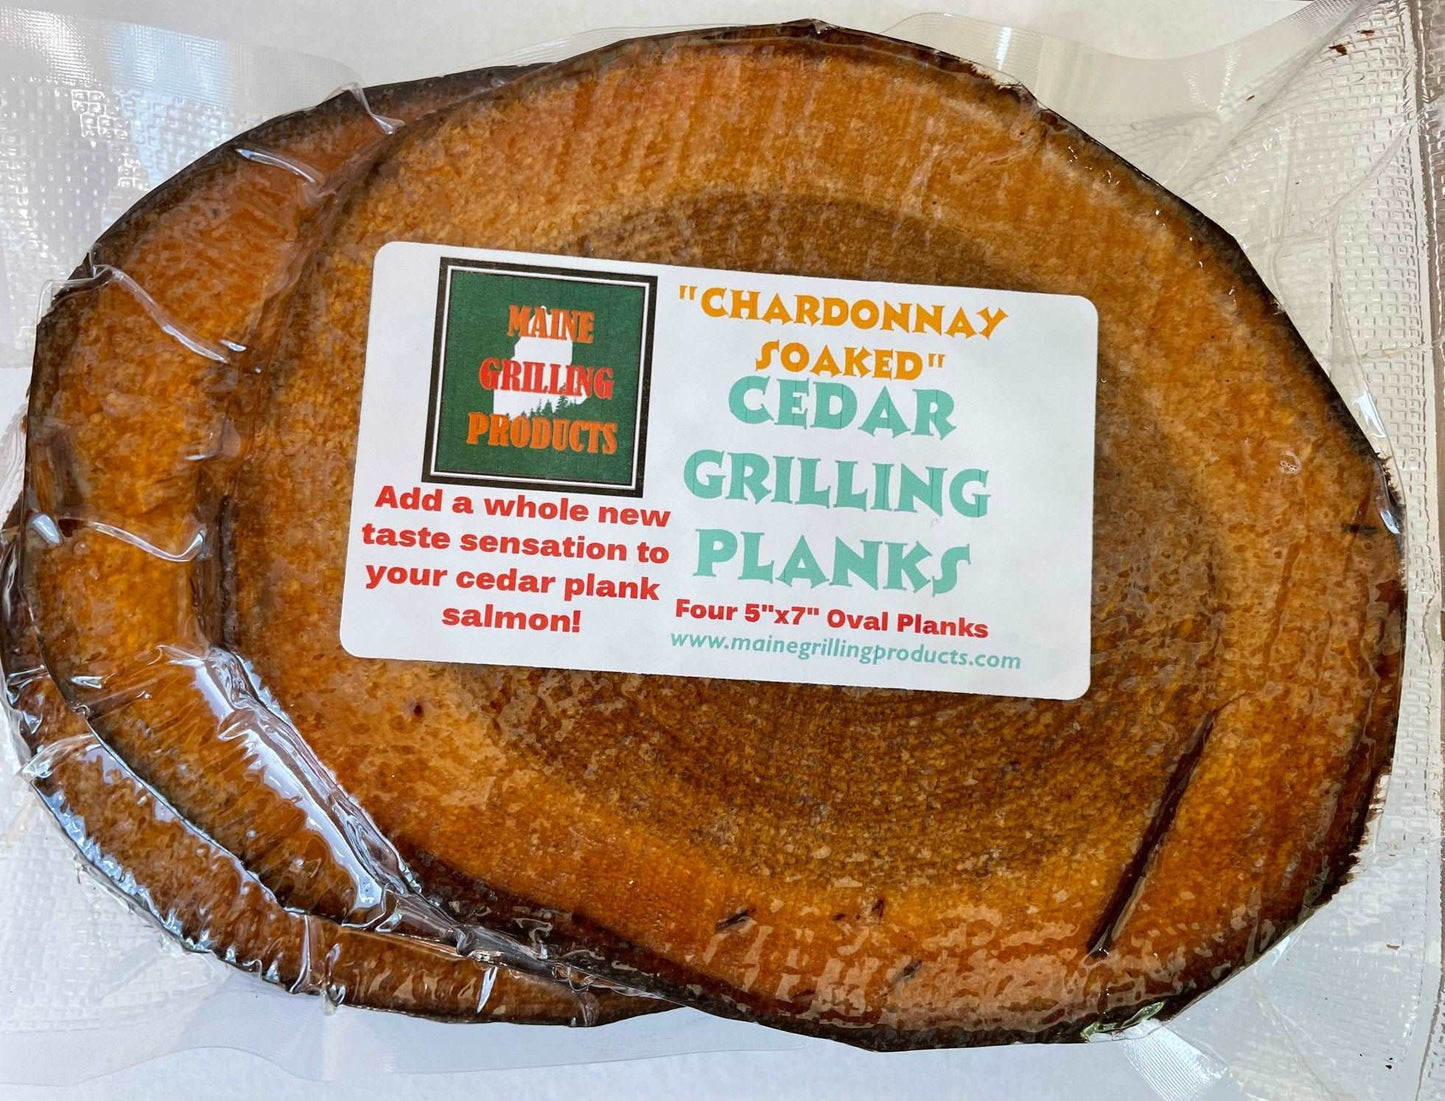 MAINE
GRILLING
PRODUCTS
Add a whole new
taste sensation to
your cedar plank
salmon!
"CHARDONNAY
SOAKED"
CEDAR
GRILLING
PLANKS
Four 5"x7" Oval Planks
www.mainegrillingproducts.com